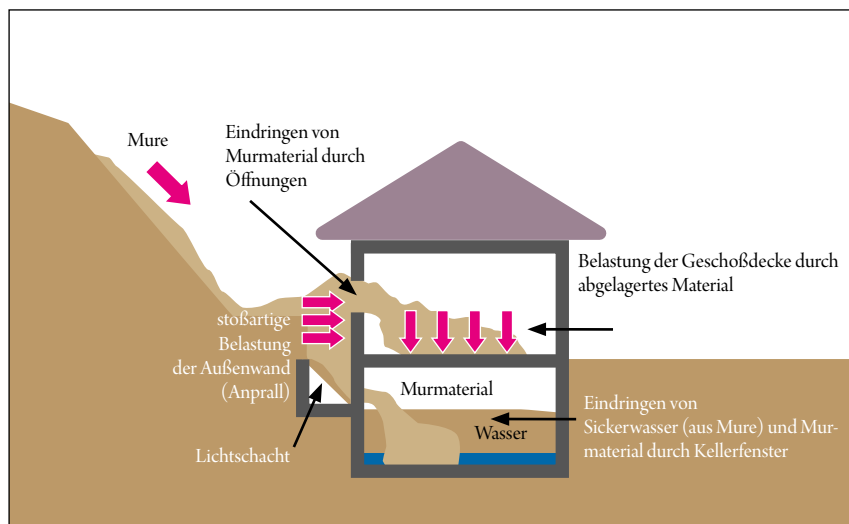 Mure
Eindringen von
Murmaterial durch
Öffnungen
Belastung der Geschoßdecke durch
abgelagertes Material
stoßartige
Belastung
der Außenwand
(Anprall)
Murmaterial
Wasser
Eindringen von
Sickerwasser (aus Mure) und Mur-
material durch Kellerfenster
Lichtschacht